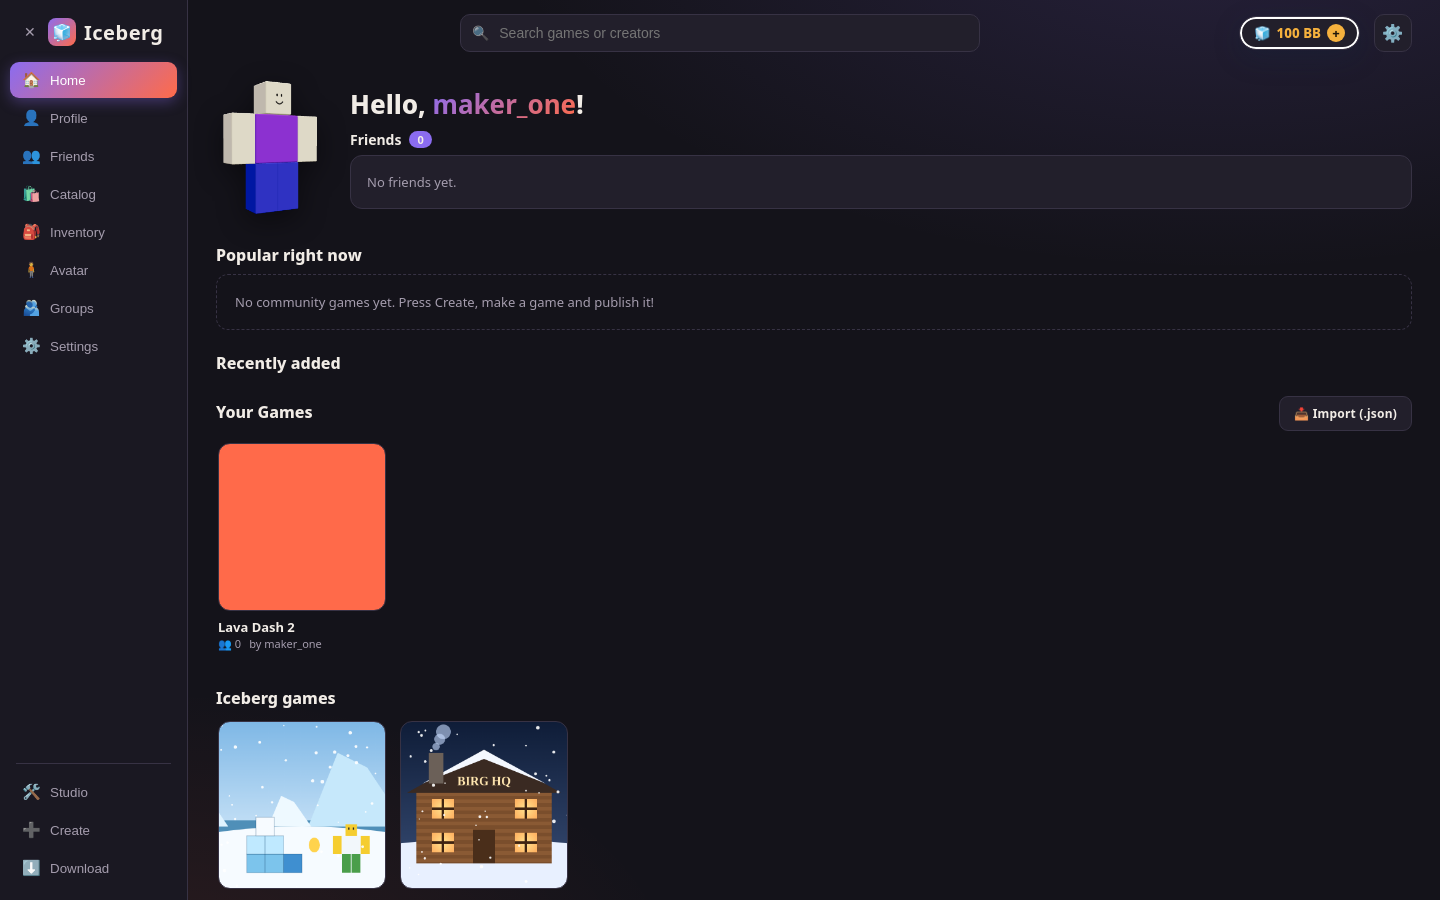 Iceberg
Search games or creators
100 BB +
Home
Profile
Friends
Catalog
Inventory
Avatar
Groups
Settings
Studio
Create
Download
Hello, maker_one!
Friends 0
No friends yet.
Popular right now
No community games yet. Press Create, make a game and publish it!
Recently added
Your Games
Import (.json)
Lava Dash 2
0 by maker_one
Iceberg games
BIRG HQ